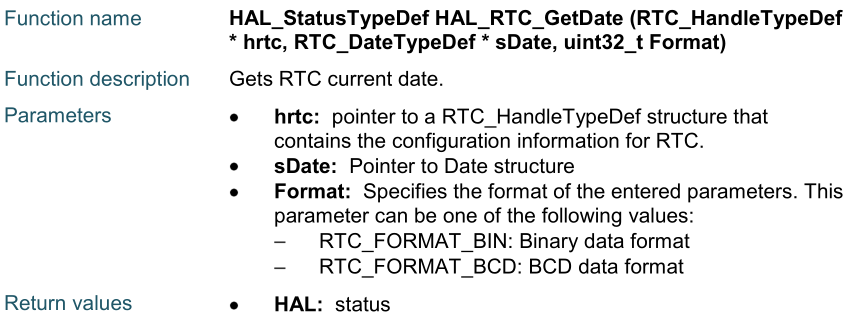 Function name HAL_StatusTypeDef HAL_RTC_GetDate (RTC_HandleTypeDef
* hrtc, RTC_DateTypeDef * sDate, uint32_t Format)
Function description Gets RTC current date.
Parameters • hrtc: pointer to a RTC_HandleTypeDef structure that
contains the configuration information for RTC.
• sDate: Pointer to Date structure
• Format: Specifies the format of the entered parameters. This
parameter can be one of the following values:
– RTC_FORMAT_BIN: Binary data format
– RTC_FORMAT_BCD: BCD data format
Return values • HAL: status